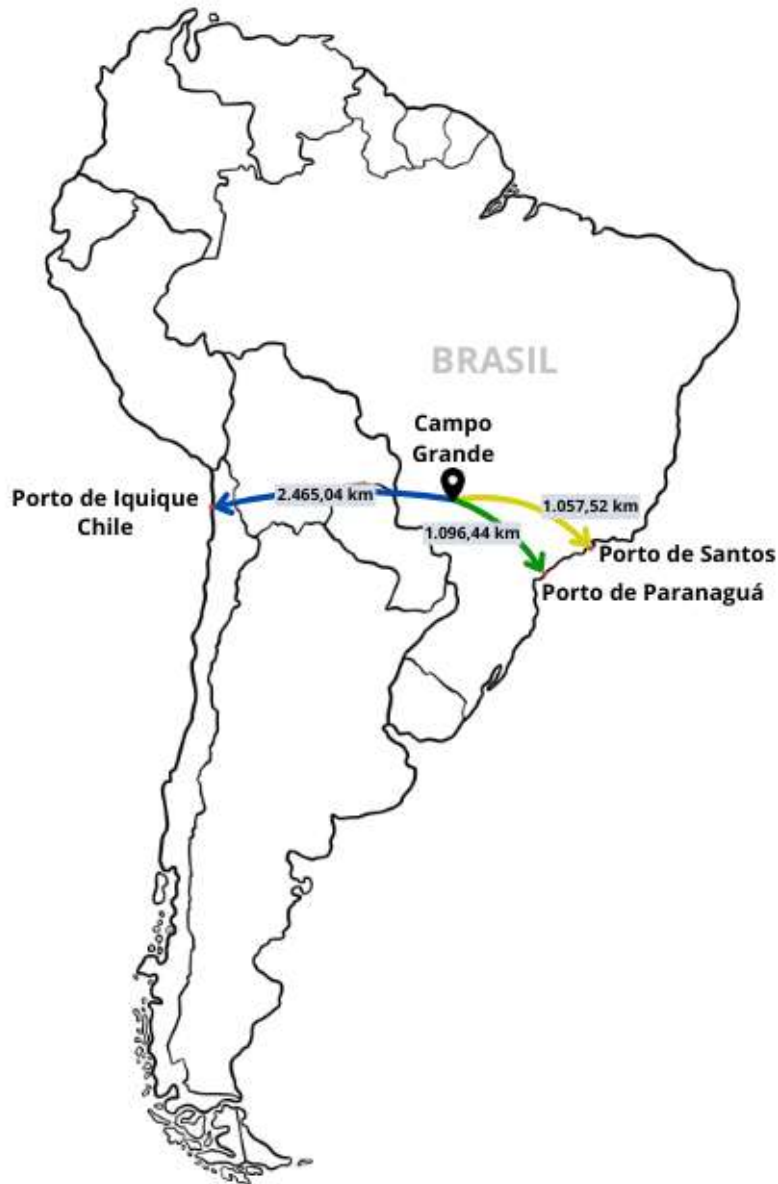 BRASIL
Campo
Grande
Porto de Iquique
Chile
2.465,04 km
1.057,52 km
1.096,44 km
Porto de Santos
Porto de Paranaguá